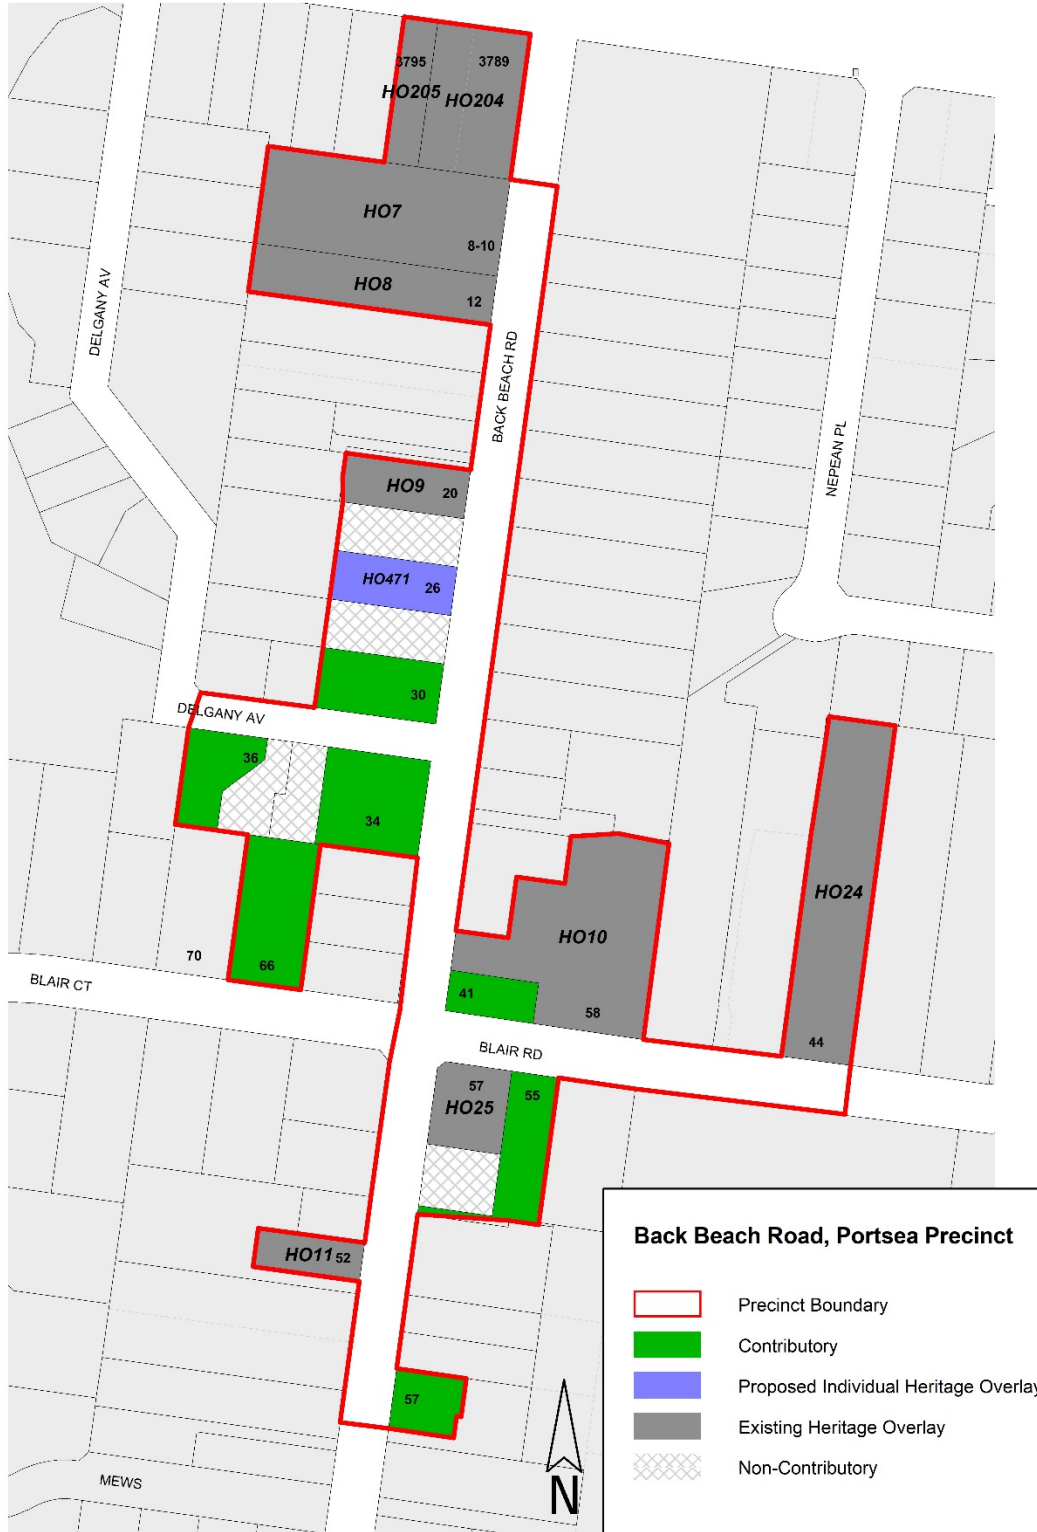 3795
3789
HO205
HO204
HO7
8-10
HO8
12
DELGANY AV
BACK BEACH RD
NEPEAN PL
HO9
20
HO471
26
30
DELGANY AV
36
34
HO24
HO10
70
66
41
58
44
BLAIR CT
BLAIR RD
57
HO25
55
HO11
52
57
MEWS
N
Back Beach Road, Portsea Precinct
Precinct Boundary
Contributory
Proposed Individual Heritage Overlay
Existing Heritage Overlay
Non-Contributory